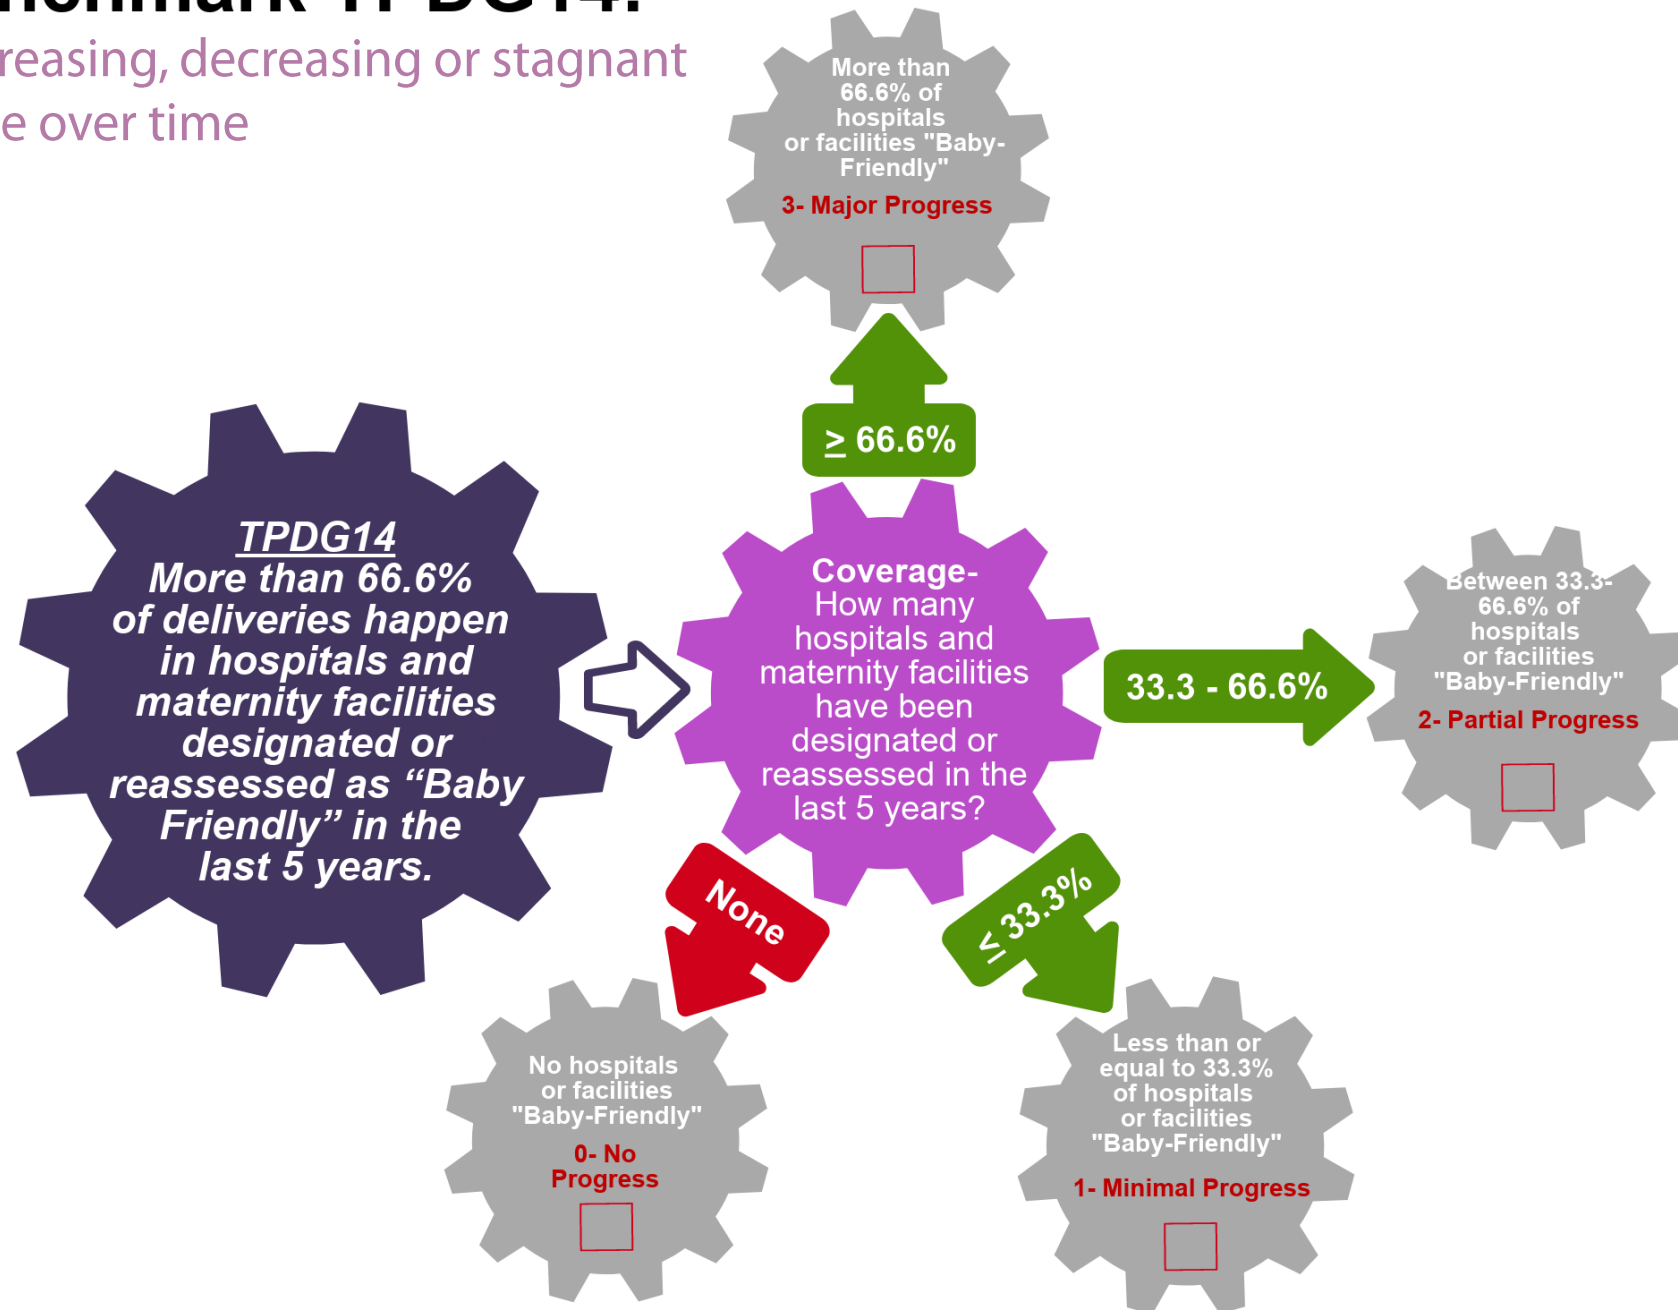 reasing, decreasing or stagnant
e over time
More than
66.6% of
hospitals
or facilities "Baby-
Friendly"
3- Major Progress
≥ 66.6%
TPDG14
More than 66.6%
of deliveries happen
in hospitals and
maternity facilities
designated or
reassessed as “Baby
Friendly” in the
last 5 years.
Coverage-
How many
hospitals and
maternity facilities
have been
designated or
reassessed in the
last 5 years?
33.3 - 66.6%
Between 33.3-
66.6% of
hospitals
or facilities
"Baby-Friendly"
2- Partial Progress
None
≤ 33.3%
No hospitals
or facilities
"Baby-Friendly"
0- No
Progress
Less than or
equal to 33.3%
of hospitals
or facilities
"Baby-Friendly"
1- Minimal Progress